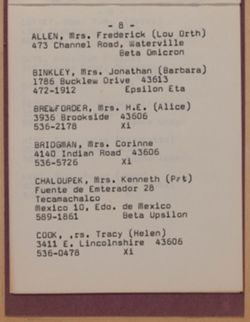 - 8 -
ALLEN, Mrs. Frederick (Lou Orth)
473 Channel Road, Waterville
Beta Omicron
BINKLEY, Mrs. Jonathan (Barbara)
1786 Bucklew Drive 43613
472-1912 Epsilon Eta
BREWFORDER, Mrs. H.E. (Alice)
3936 Brookside 43606
536-2178 Xi
BRIDGMAN, Mrs. Corinne
4140 Indian Road 43606
536-5726 Xi
CHALOUPEK, Mrs. Kenneth (Pat)
Fuente de Emterador 28
Tecamachalco
Mexico 10, Edo. de Mexico
589-1861 Beta Upsilon
COOK, ,rs. Tracy (Helen)
3411 E. Lincolnshire 43606
536-0478 Xi